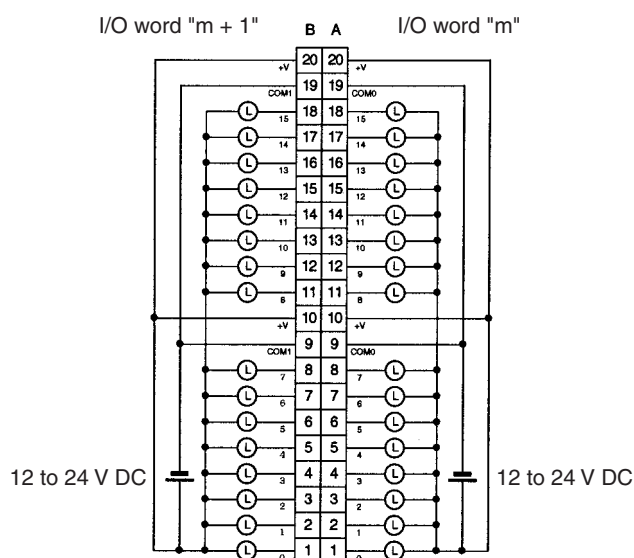 I/O word "m + 1" B A I/O word "m"
20 20
+V +V
19 19
COM1 COM0
18 18
L 15 15 L
17 17
L 14 14 L
16 16
L 13 13 L
15 15
L 12 12 L
14 14
L 11 11 L
13 13
L 10 10 L
12 12
L 9 9 L
11 11
L 8 8 L
10 10
+V +V
9 9
COM1 COM0
8 8
L 7 7 L
7 7
L 6 6 L
6 6
L 5 5 L
5 5
L 4 4 L
12 to 24 V DC 4 4 12 to 24 V DC
L 3 3 L
3 3
L 2 2 L
2 2
L 1 1 L
1 1
L 0 0 L